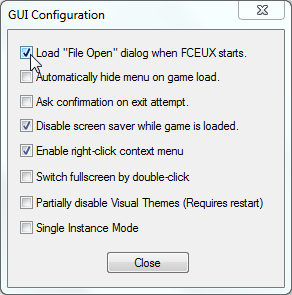 GUI Configuration
Load "File Open" dialog when FCEUX starts.
Automatically hide menu on game load.
Ask confirmation on exit attempt.
Disable screen saver while game is loaded.
Enable right-click context menu
Switch fullscreen by double-click
Partially disable Visual Themes (Requires restart)
Single Instance Mode
Close